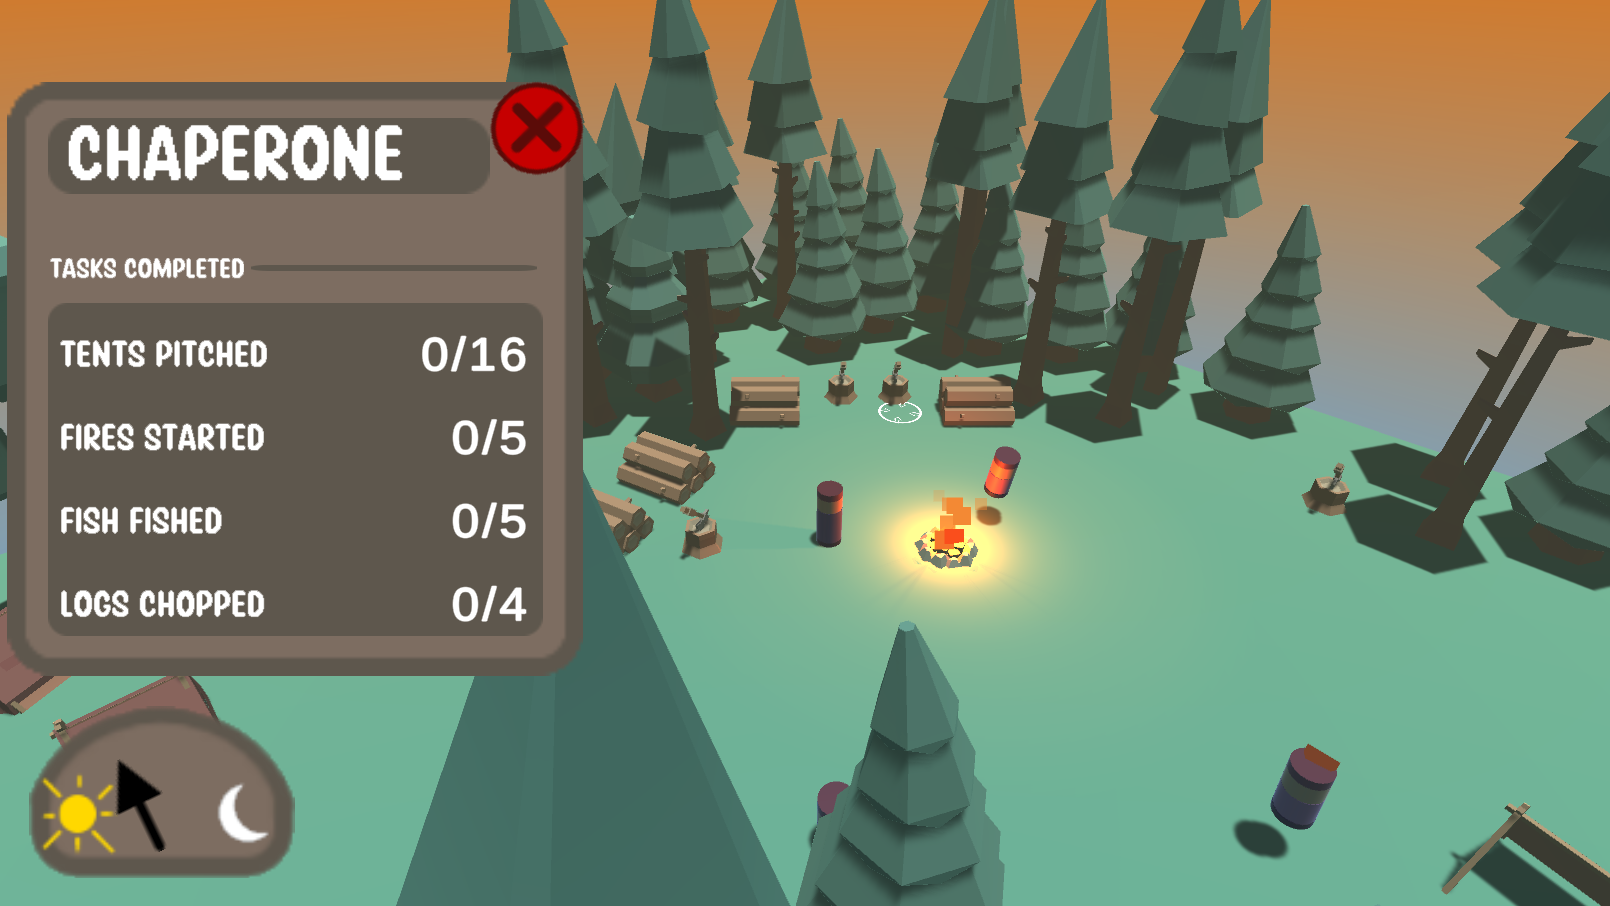 CHAPERONE
TASKS COMPLETED
TENTS PITCHED 0/16
FIRES STARTED 0/5
FISH FISHED 0/5
LOGS CHOPPED 0/4